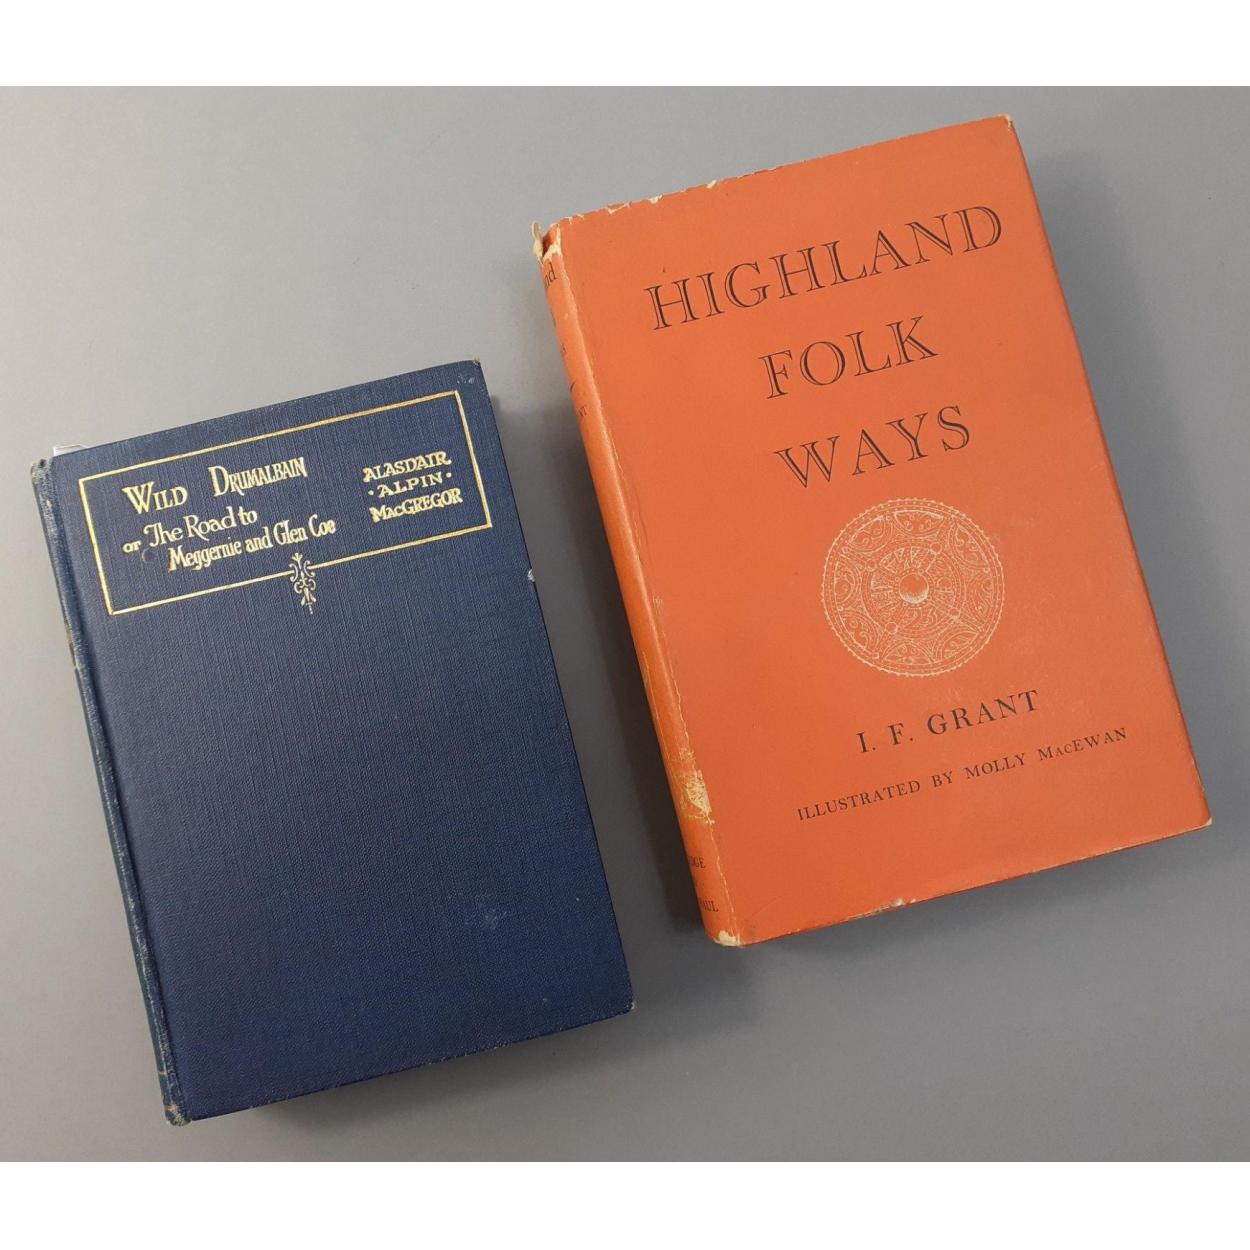 WILD DRUMALBAIN
or The Road to
Meggernie and Glen Coe
ALASDAIR
· ALPIN ·
MACGREGOR
HIGHLAND
FOLK
WAYS
I. F. GRANT
ILLUSTRATED BY MOLLY MACEWAN